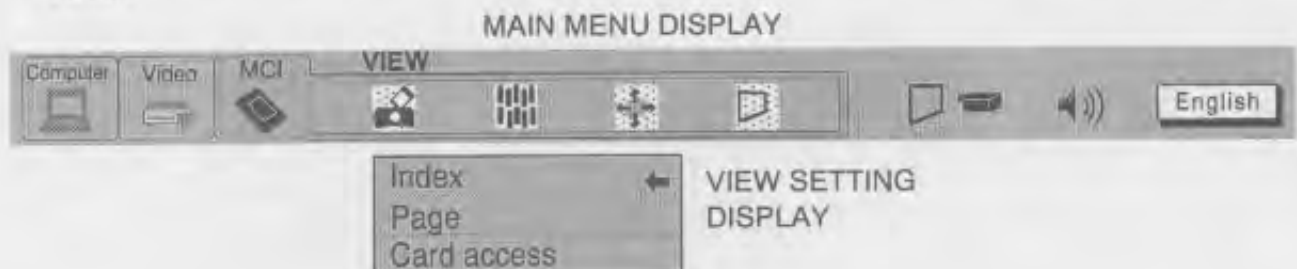 MAIN MENU DISPLAY
Computer Video MCI VIEW English
Index VIEW SETTING
Page DISPLAY
Card access